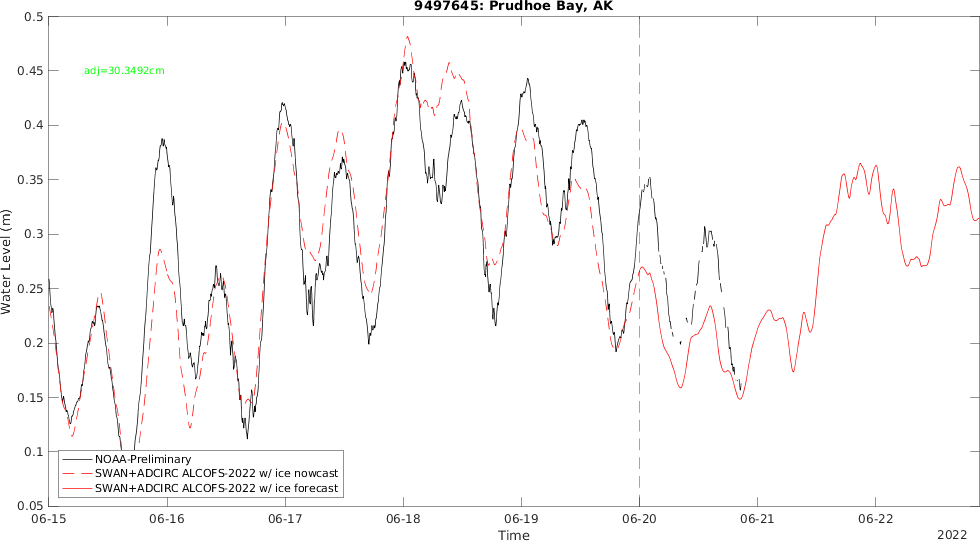 9497645: Prudhoe Bay, AK
0.5
0.45
0.4
0.35
0.3
0.25
0.2
0.15
0.1
0.05
Water Level (m)
adj=30.3492cm
NOAA-Preliminary
SWAN+ADCIRC ALCOFS-2022 w/ ice nowcast
SWAN+ADCIRC ALCOFS-2022 w/ ice forecast
06-15 06-16 06-17 06-18 06-19 06-20 06-21 06-22
Time
2022